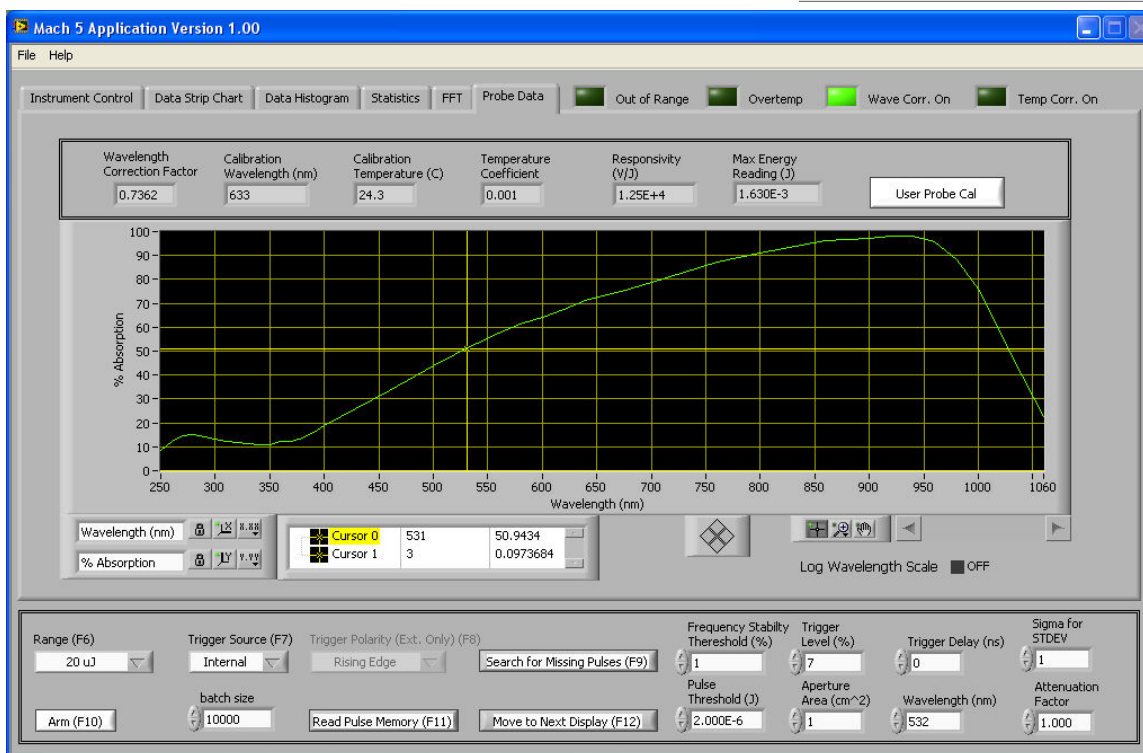 Mach 5 Application Version 1.00
File Help
Instrument Control Data Strip Chart Data Histogram Statistics FFT Probe Data Out of Range Overtemp Wave Corr. On Temp Corr. On
Wavelength
Correction Factor
0.7362
Calibration
Wavelength (nm)
633
Calibration
Temperature (C)
24.3
Temperature
Coefficient
0.001
Responsivity
(V/J)
1.25E+4
Max Energy
Reading (J)
1.630E-3
User Probe Cal
% Absorption
100
90
80
70
60
50
40
30
20
10
0
250 300 350 400 450 500 550 600 650 700 750 800 850 900 950 1000 1060
Wavelength (nm)
Wavelength (nm) X X.XX
% Absorption Y Y.YY
Cursor 0 531 50.9434
Cursor 1 3 0.0973684
Log Wavelength Scale OFF
Range (F6)
20 uJ
Trigger Source (F7)
Internal
Trigger Polarity (Ext. Only) (F8)
Rising Edge
Search for Missing Pulses (F9)
Frequency Stabilty
Thereshold (%)
1
Trigger
Level (%)
7
Trigger Delay (ns)
0
Sigma for
STDEV
1
Arm (F10)
batch size
10000
Read Pulse Memory (F11)
Move to Next Display (F12)
Pulse
Threshold (J)
2.000E-6
Aperture
Area (cm^2)
1
Wavelength (nm)
532
Attenuation
Factor
1.000